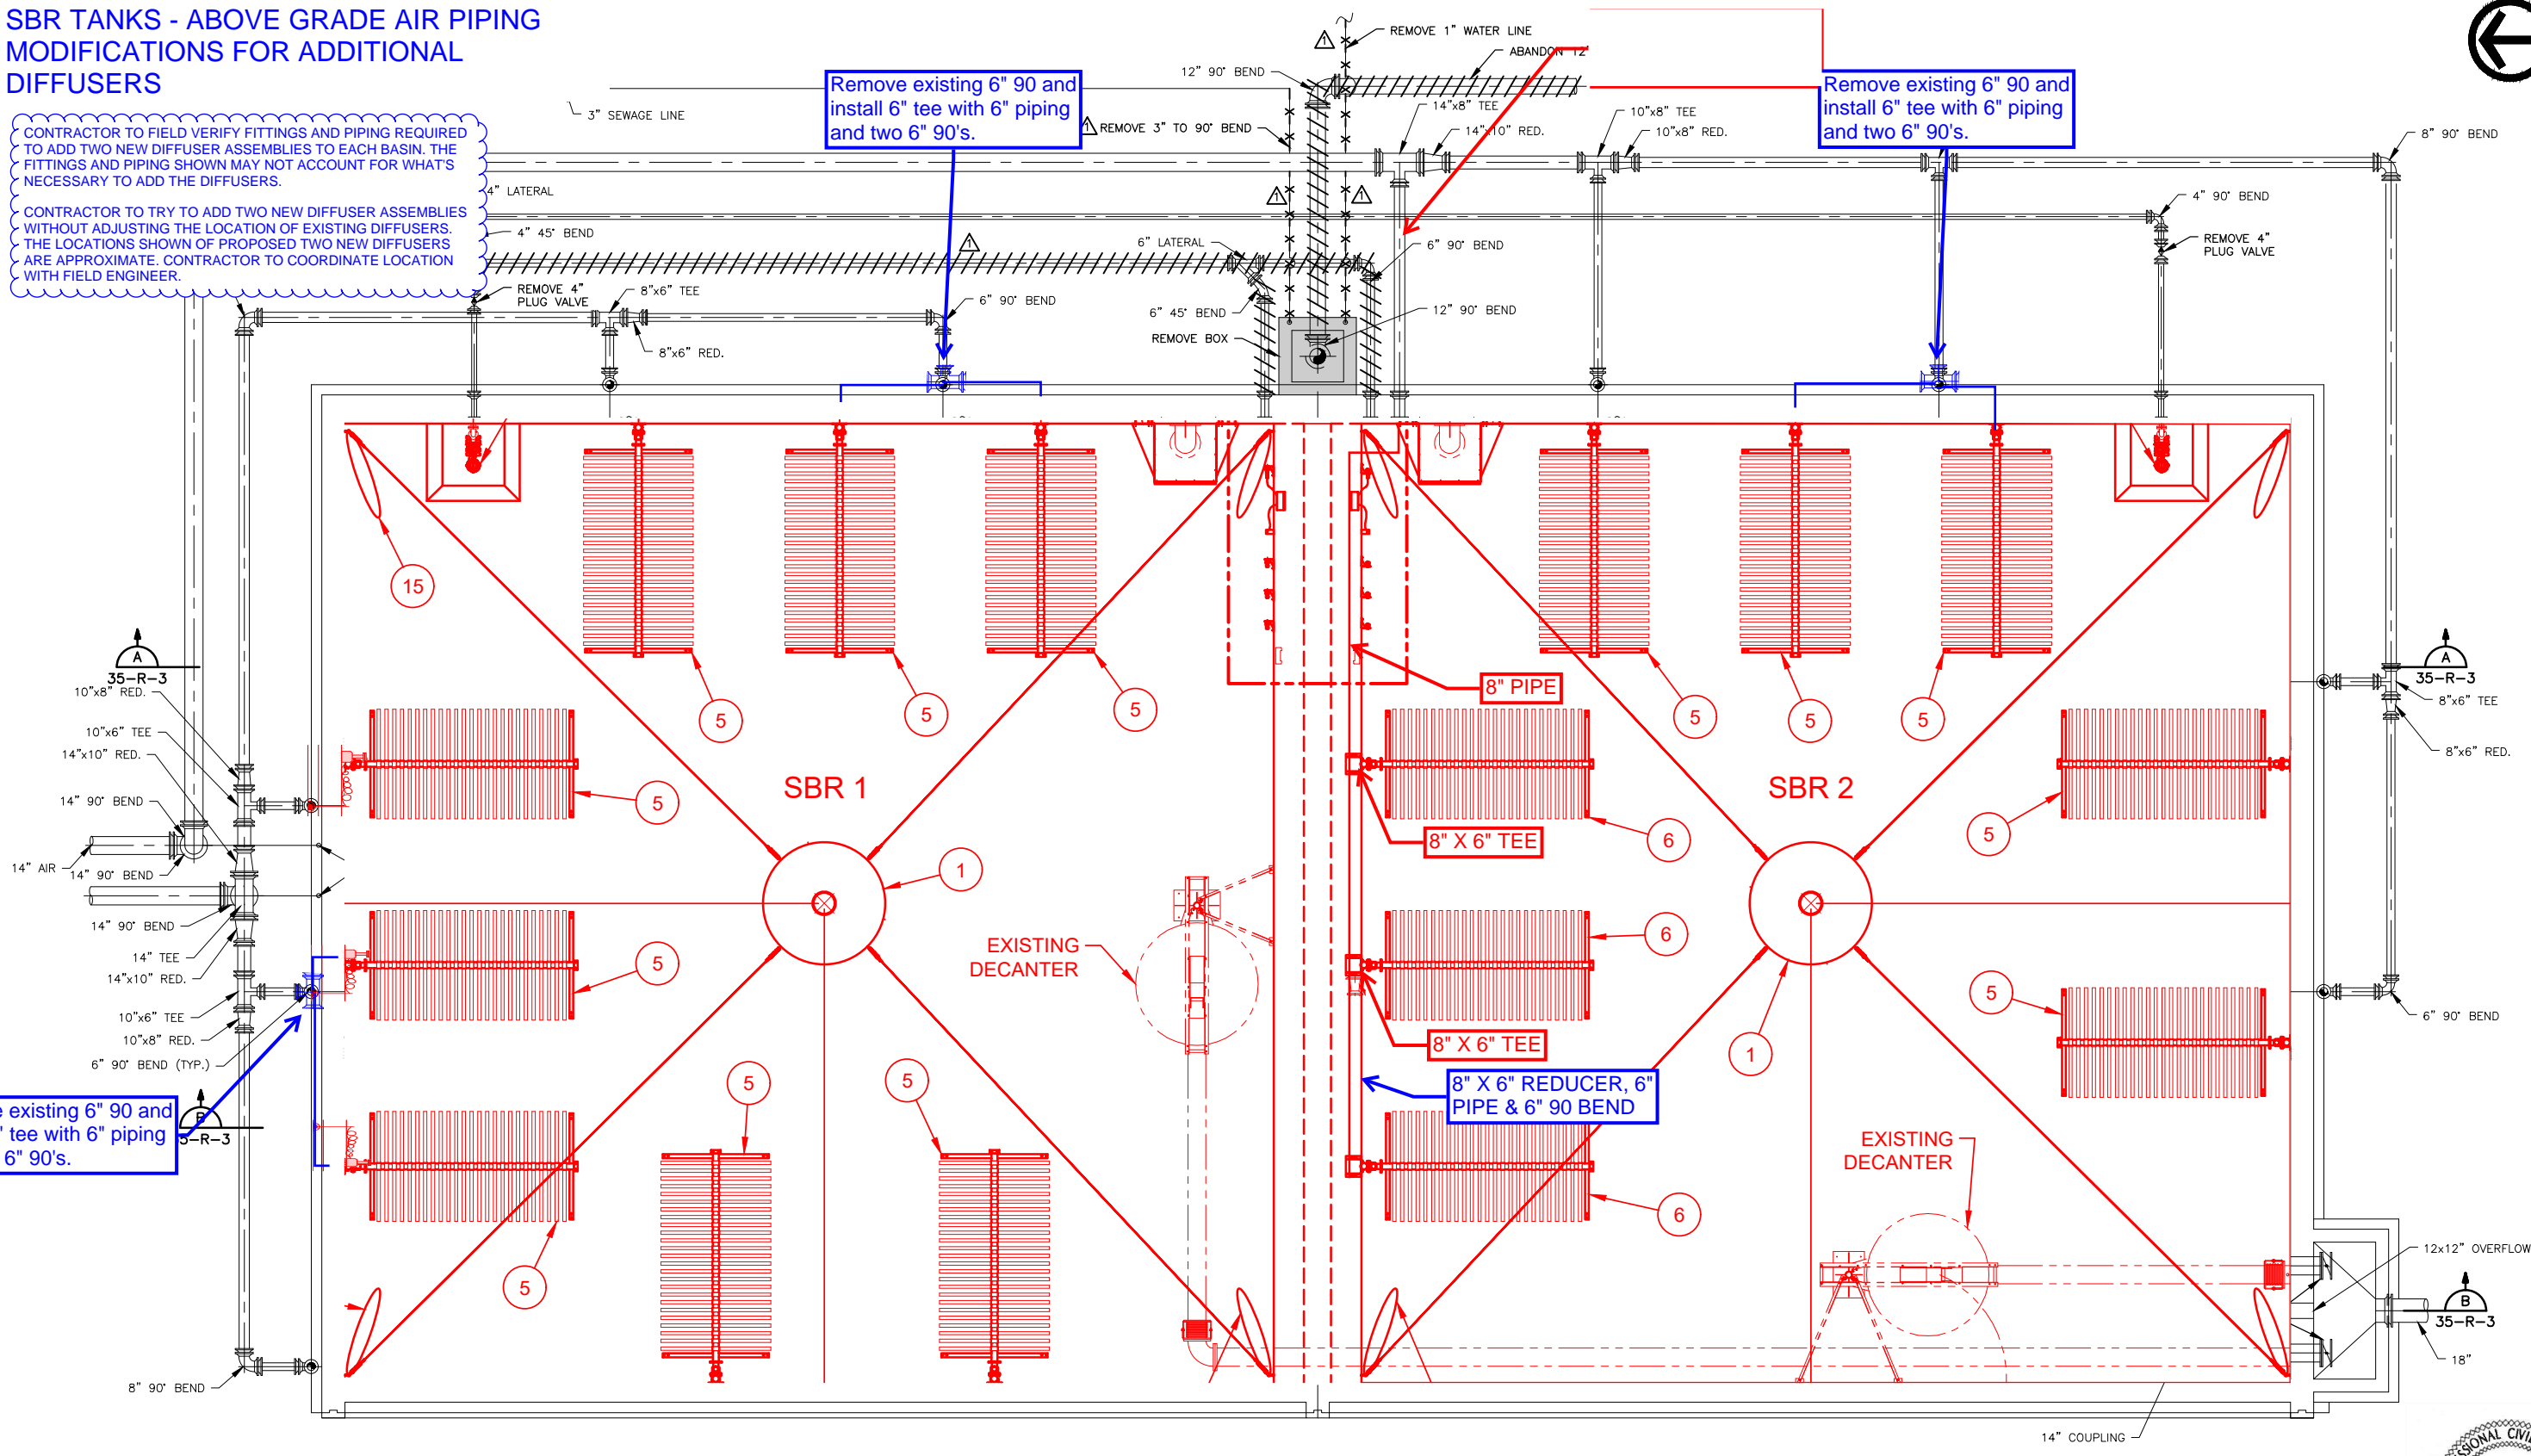 SBR TANKS - ABOVE GRADE AIR PIPING
MODIFICATIONS FOR ADDITIONAL
DIFFUSERS
CONTRACTOR TO FIELD VERIFY FITTINGS AND PIPING REQUIRED
TO ADD TWO NEW DIFFUSER ASSEMBLIES TO EACH BASIN. THE
FITTINGS AND PIPING SHOWN MAY NOT ACCOUNT FOR WHAT'S
NECESSARY TO ADD THE DIFFUSERS.
CONTRACTOR TO TRY TO ADD TWO NEW DIFFUSER ASSEMBLIES
WITHOUT ADJUSTING THE LOCATION OF EXISTING DIFFUSERS.
THE LOCATIONS SHOWN OF PROPOSED TWO NEW DIFFUSERS
ARE APPROXIMATE. CONTRACTOR TO COORDINATE LOCATION
WITH FIELD ENGINEER.
3" SEWAGE LINE
Remove existing 6" 90 and
install 6" tee with 6" piping
and two 6" 90's.
12" 90° BEND
1
REMOVE 1" WATER LINE
ABANDON 12"
1
REMOVE 3" TO 90° BEND
14"x8" TEE
14"x10" RED.
10"x8" TEE
10"x8" RED.
Remove existing 6" 90 and
install 6" tee with 6" piping
and two 6" 90's.
8" 90° BEND
4" LATERAL
4" 45° BEND
1
1
1
6" LATERAL
6" 90° BEND
4" 90° BEND
REMOVE 4"
PLUG VALVE
REMOVE 4"
PLUG VALVE
8"x6" TEE
8"x6" RED.
6" 90° BEND
6" 45° BEND
REMOVE BOX
12" 90° BEND
15
5
5
5
5
5
5
A
35-R-3
A
35-R-3
8" PIPE
10"x8" RED.
10"x6" TEE
14"x10" RED.
14" 90° BEND
14" AIR
14" 90° BEND
14" 90° BEND
14" TEE
14"x10" RED.
10"x6" TEE
10"x8" RED.
6" 90° BEND (TYP.)
8"x6" TEE
8"x6" RED.
SBR 1
SBR 2
5
8" X 6" TEE
6
5
1
5
EXISTING
DECANTER
6
5
6" 90° BEND
8" X 6" TEE
1
5
5
8" X 6" REDUCER, 6"
PIPE & 6" 90 BEND
existing 6" 90 and
tee with 6" piping
6" 90's.
B
-R-3
EXISTING
DECANTER
6
5
12x12" OVERFLOW
B
35-R-3
18"
8" 90° BEND
14" COUPLING